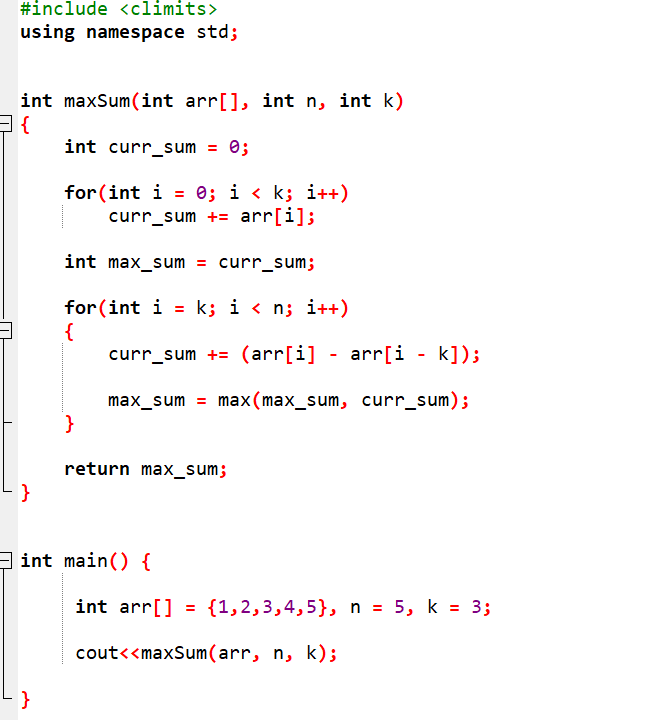 #include <climits>
using namespace std;
int maxSum(int arr[], int n, int k)
{
int curr_sum = 0;
for(int i = 0; i < k; i++)
curr_sum += arr[i];
int max_sum = curr_sum;
for(int i = k; i < n; i++)
{
curr_sum += (arr[i] - arr[i - k]);
max_sum = max(max_sum, curr_sum);
}
return max_sum;
}
int main() {
int arr[] = {1,2,3,4,5}, n = 5, k = 3;
cout<<maxSum(arr, n, k);
}